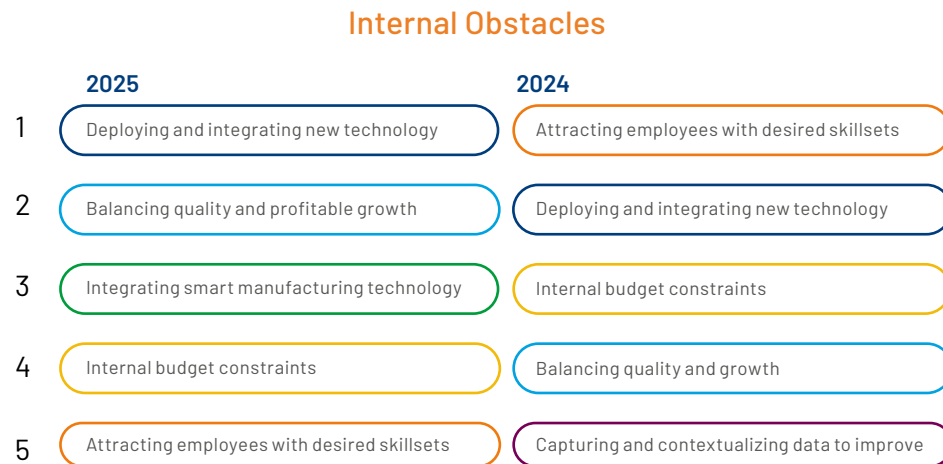 Internal Obstacles
2025 2024
1 Deploying and integrating new technology Attracting employees with desired skillsets
2 Balancing quality and profitable growth Deploying and integrating new technology
3 Integrating smart manufacturing technology Internal budget constraints
4 Internal budget constraints Balancing quality and growth
5 Attracting employees with desired skillsets Capturing and contextualizing data to improve